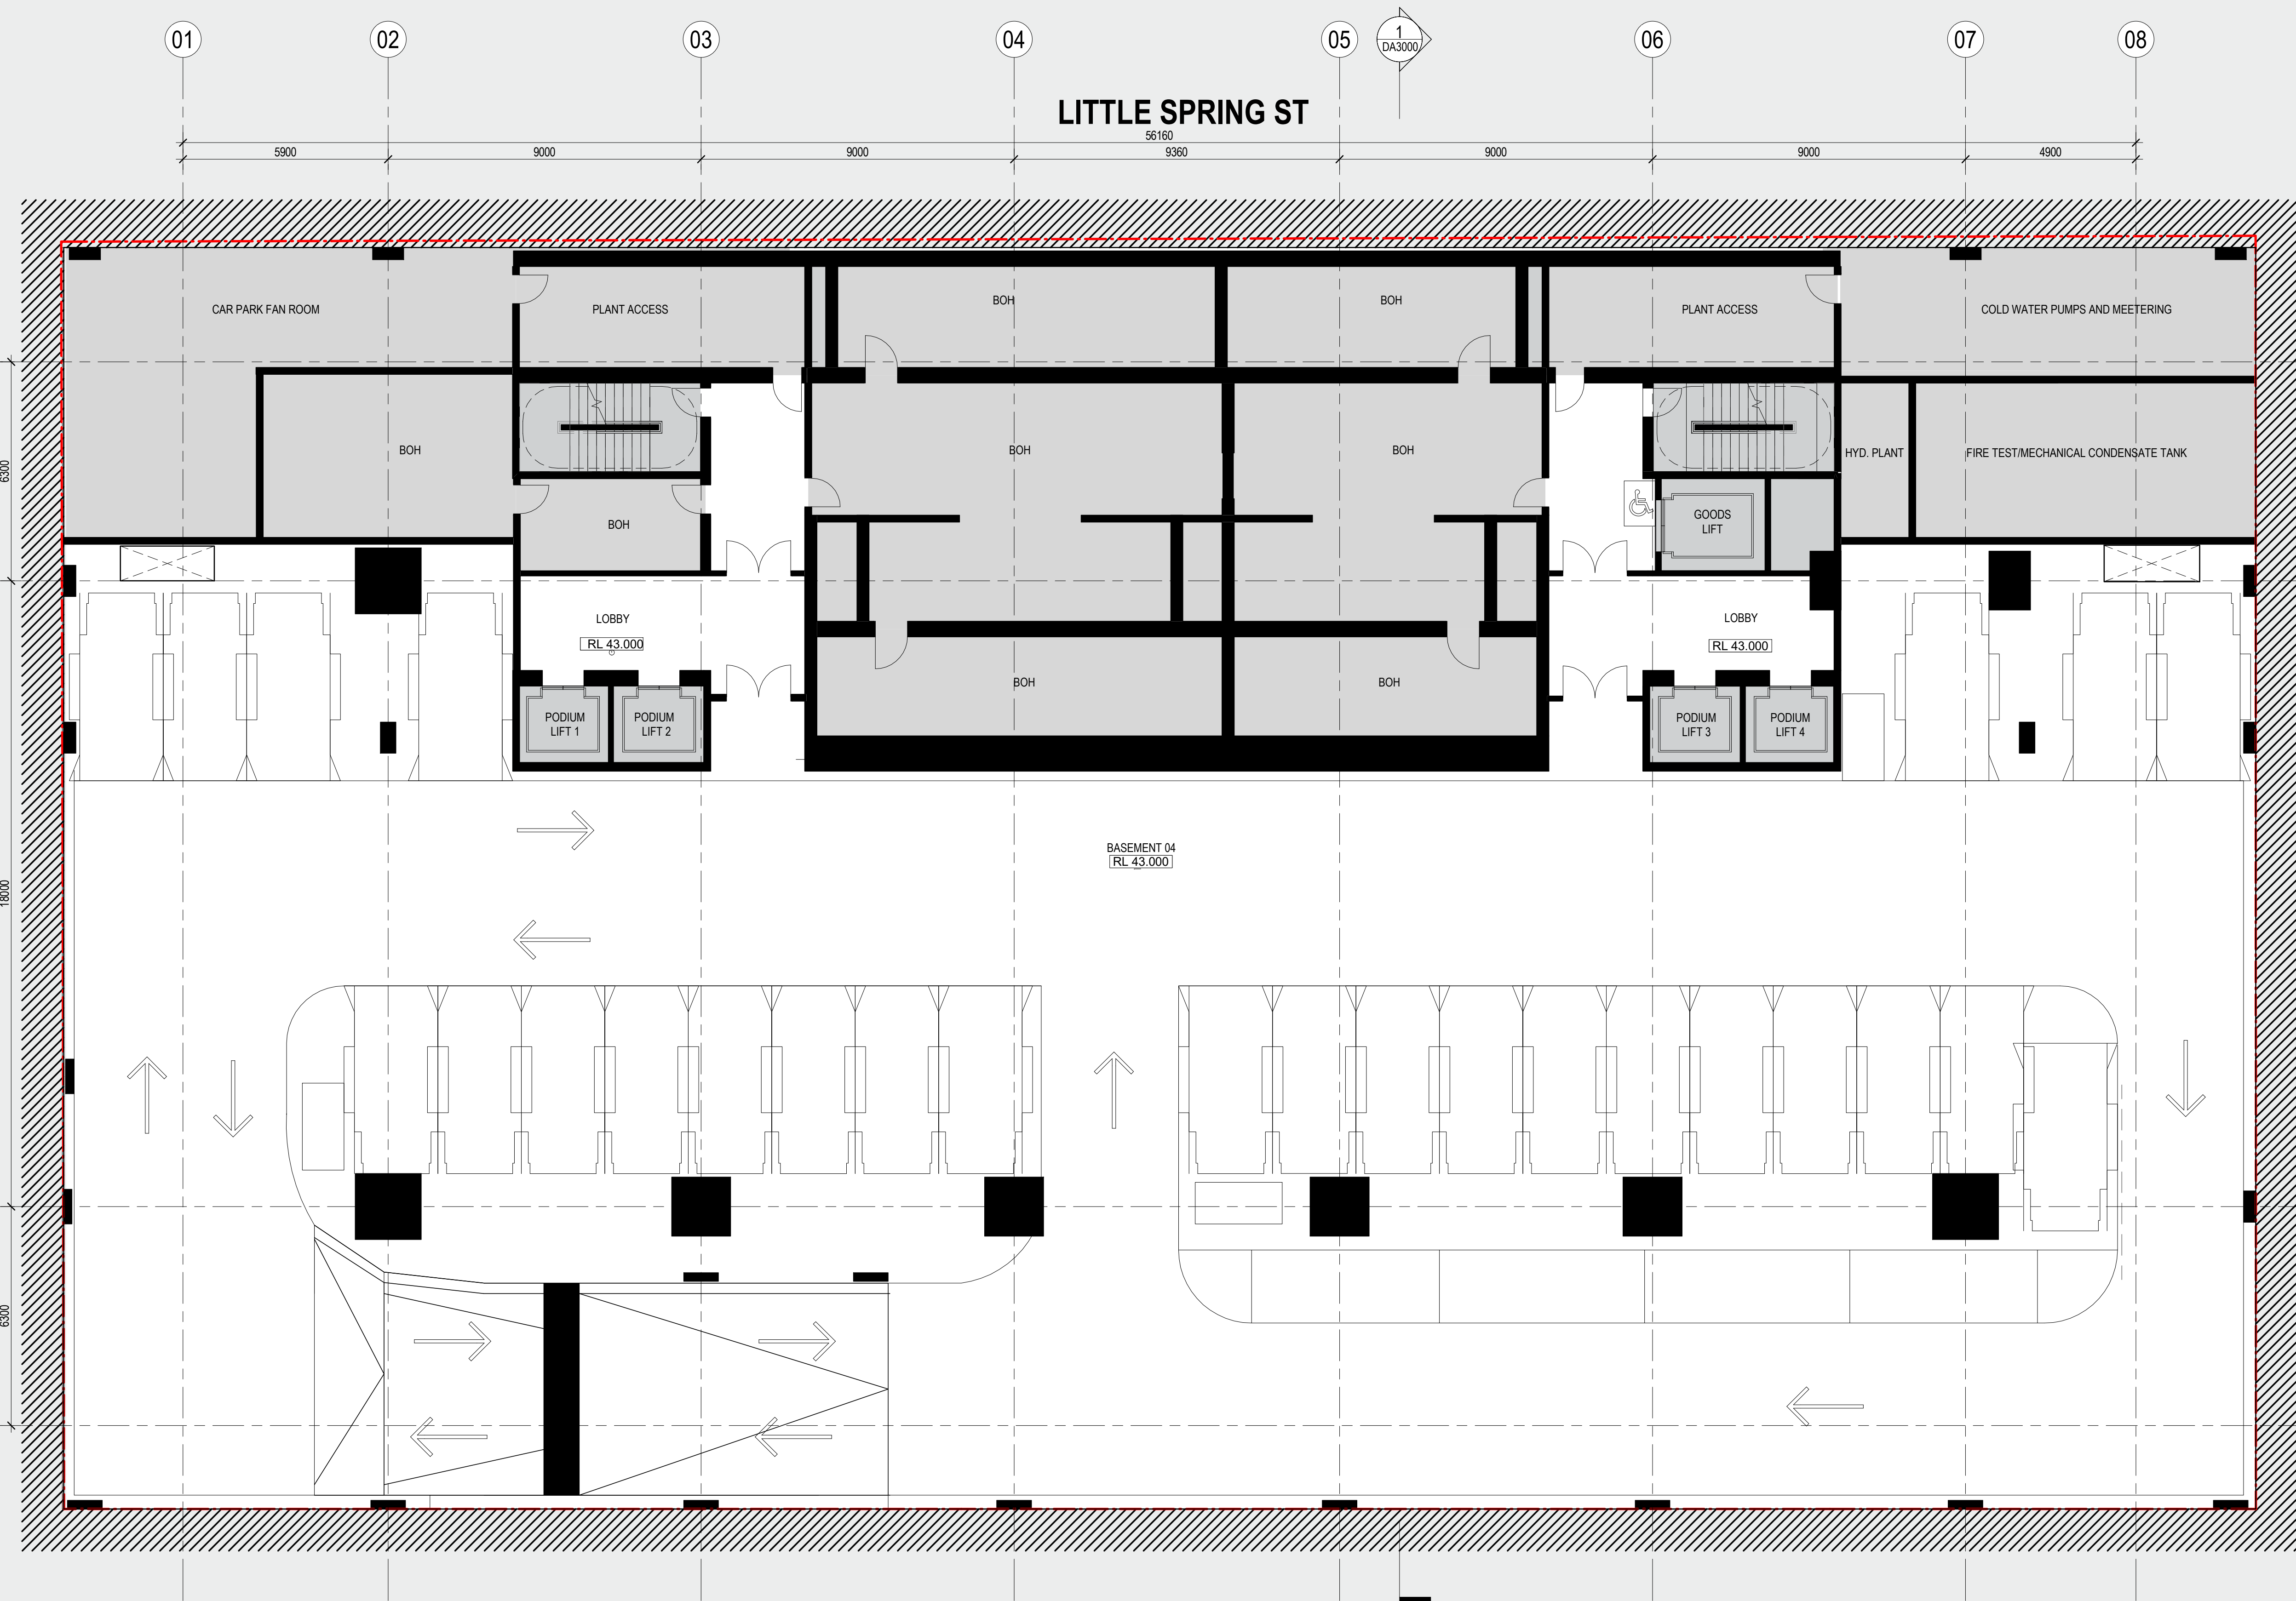 01
02
03
04
05
1
DA3000
06
07
08
LITTLE SPRING ST
56160
5900
9000
9000
9360
9000
9000
4900
CAR PARK FAN ROOM
PLANT ACCESS
BOH
BOH
PLANT ACCESS
COLD WATER PUMPS AND MEETERING
6300
BOH
BOH
BOH
HYD. PLANT
FIRE TEST/MECHANICAL CONDENSATE TANK
BOH
GOODS
LIFT
LOBBY
RL 43.000
LOBBY
RL 43.000
BOH
BOH
PODIUM
LIFT 1
PODIUM
LIFT 2
PODIUM
LIFT 3
PODIUM
LIFT 4
BASEMENT 04
RL 43.000
18000
6300